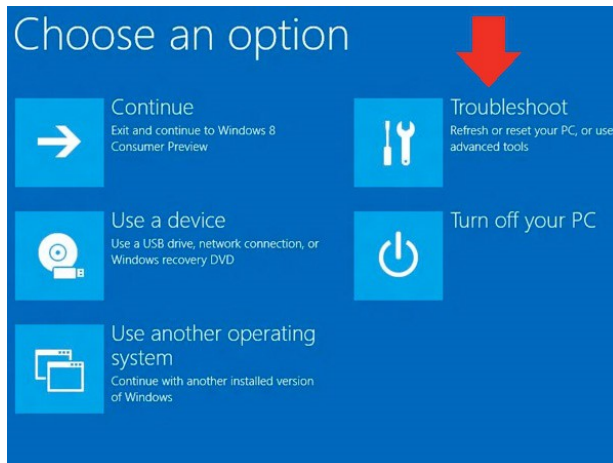 Choose an option
Continue
Exit and continue to Windows 8
Consumer Preview
Troubleshoot
Refresh or reset your PC, or use
advanced tools
Use a device
Use a USB drive, network connection, or
Windows recovery DVD
Turn off your PC
Use another operating
system
Continue with another installed version
of Windows